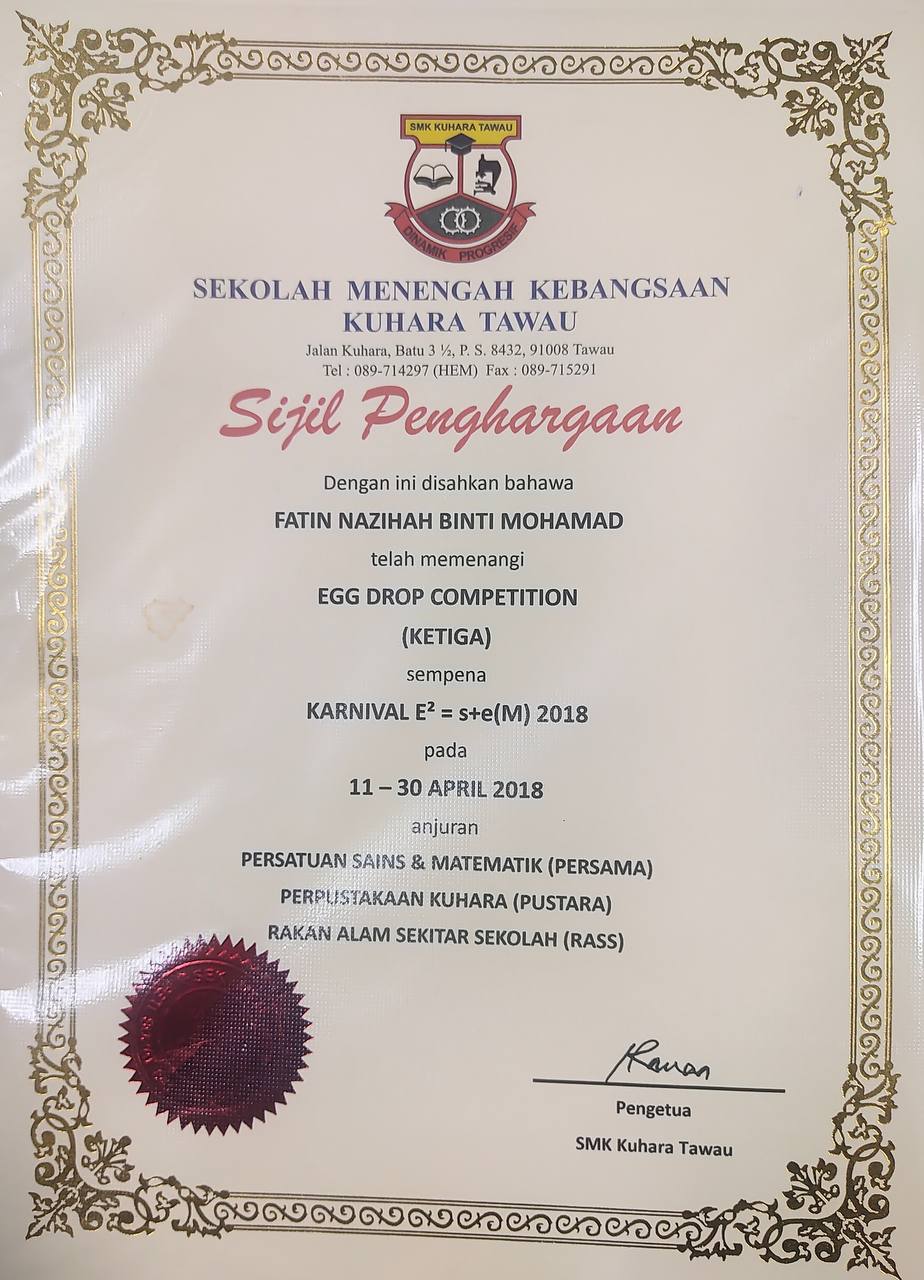 SMK KUHARA TAWAU
DINAMIK PROGRESIF
SEKOLAH MENENGAH KEBANGSAAN
KUHARA TAWAU
Jalan Kuhara, Batu 3 ½, P. S. 8432, 91008 Tawau
Tel : 089-714297 (HEM) Fax : 089-715291
Sijil Penghargaan
Dengan ini disahkan bahawa
FATIN NAZIHAH BINTI MOHAMAD
telah memenangi
EGG DROP COMPETITION
(KETIGA)
sempena
KARNIVAL E² = s+e(M) 2018
pada
11 – 30 APRIL 2018
anjuran
PERSATUAN SAINS & MATEMATIK (PERSAMA)
PERPUSTAKAAN KUHARA (PUSTARA)
RAKAN ALAM SEKITAR SEKOLAH (RASS)
Pengetua
SMK Kuhara Tawau